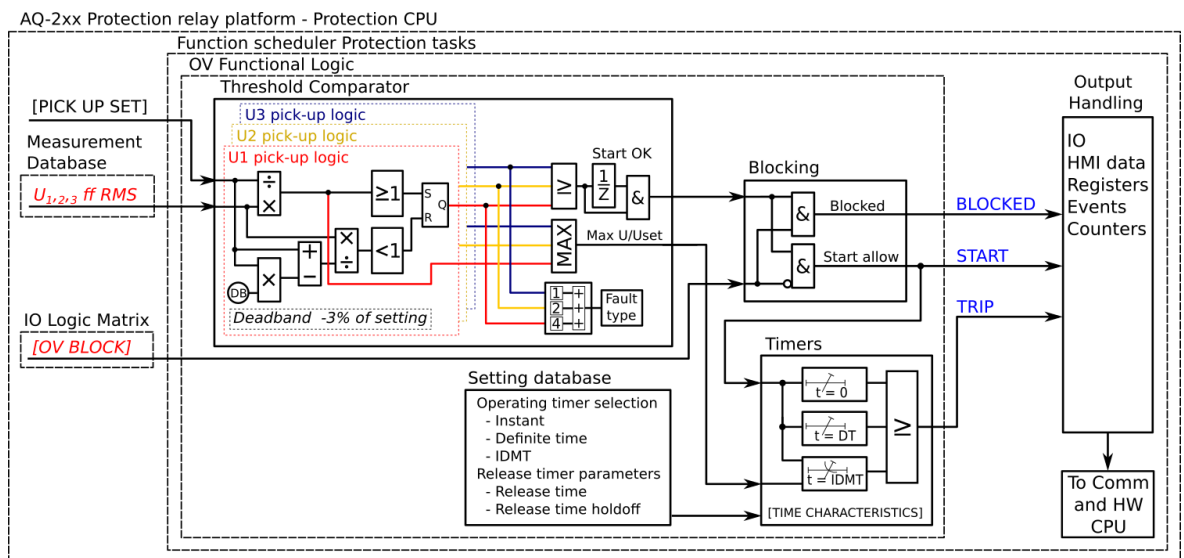 AQ-2xx Protection relay platform - Protection CPU
Function scheduler Protection tasks
OV Functional Logic
Threshold Comparator
[PICK UP SET]
Measurement
Database
U1,2,3 ff RMS
IO Logic Matrix
[OV BLOCK]
U3 pick-up logic
U2 pick-up logic
U1 pick-up logic
÷
×
≥1
S
Q
R
×
÷
<1
+
−
×
DB
Deadband -3% of setting
≥
Start OK
1
Z
&
MAX
Max U/Uset
1 +
2 +
4 +
Fault
type
Blocking
&
Blocked
&
Start allow
BLOCKED
START
TRIP
Output
Handling
IO
HMI data
Registers
Events
Counters
To Comm
and HW
CPU
Setting database
Operating timer selection
- Instant
- Definite time
- IDMT
Release timer parameters
- Release time
- Release time holdoff
Timers
t = 0
t = DT
t = IDMT
≥
[TIME CHARACTERISTICS]